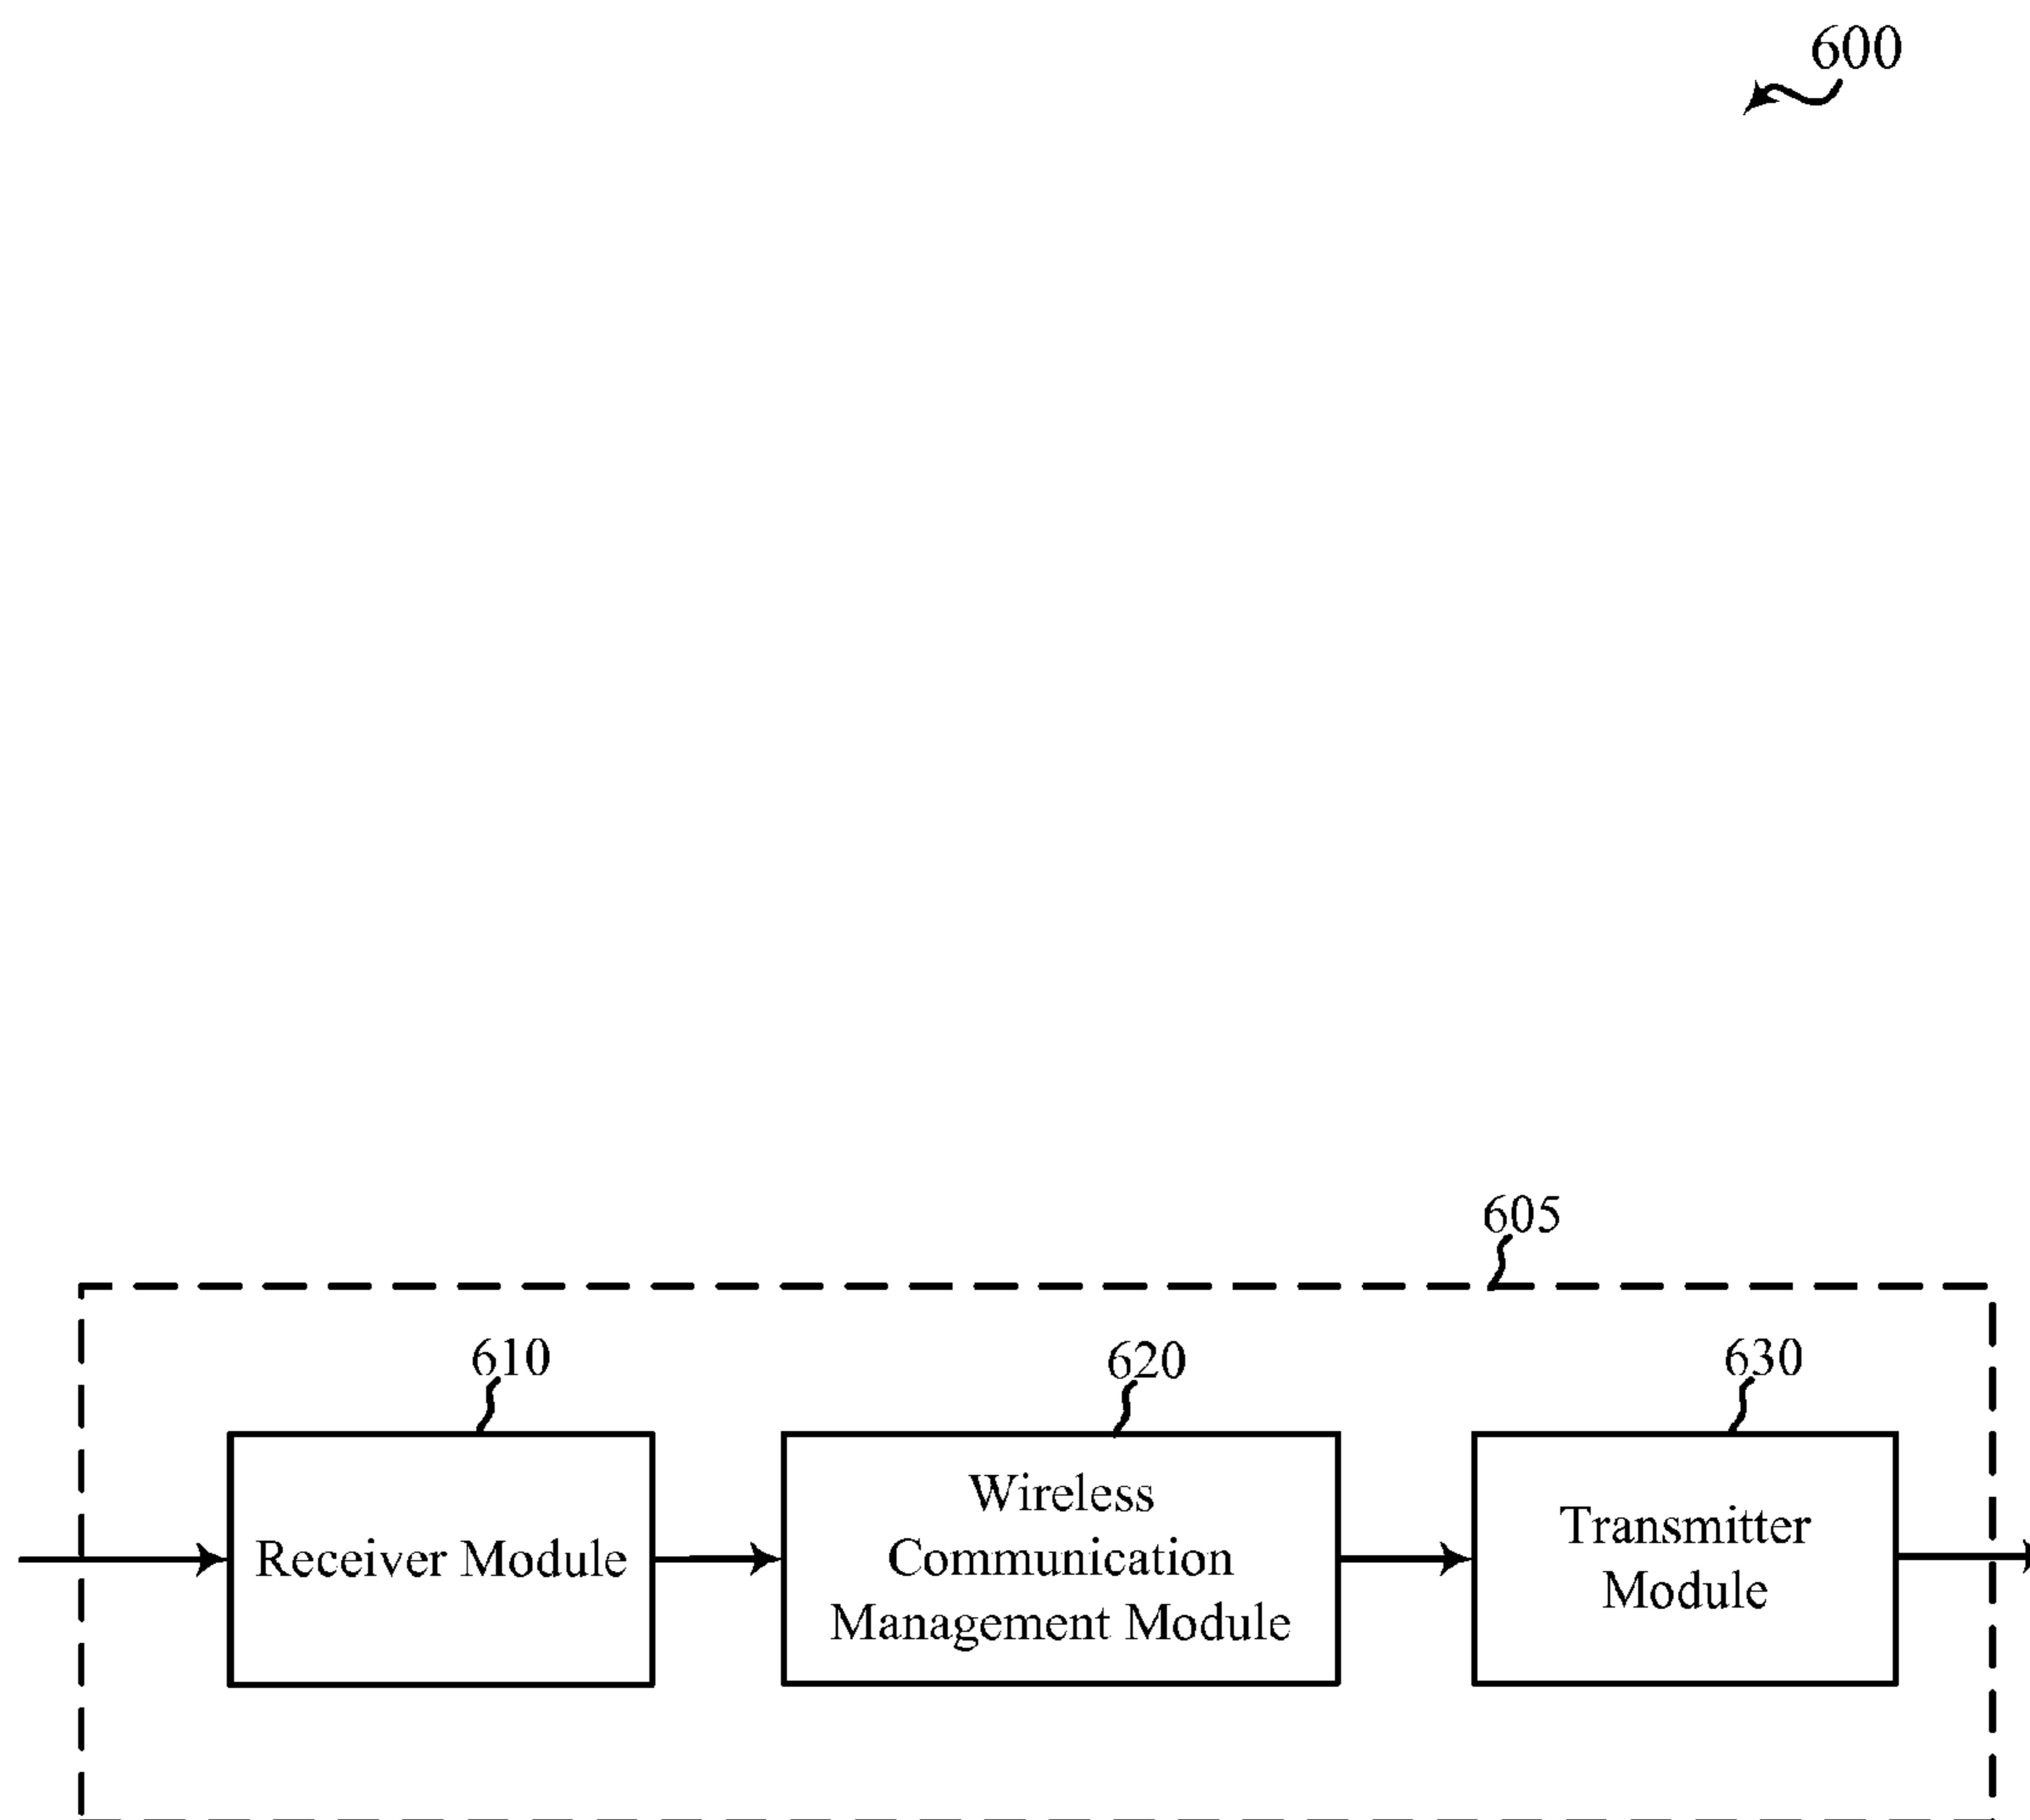 600
605
610
620
630
Receiver Module
Wireless
Communication
Management Module
Transmitter
Module